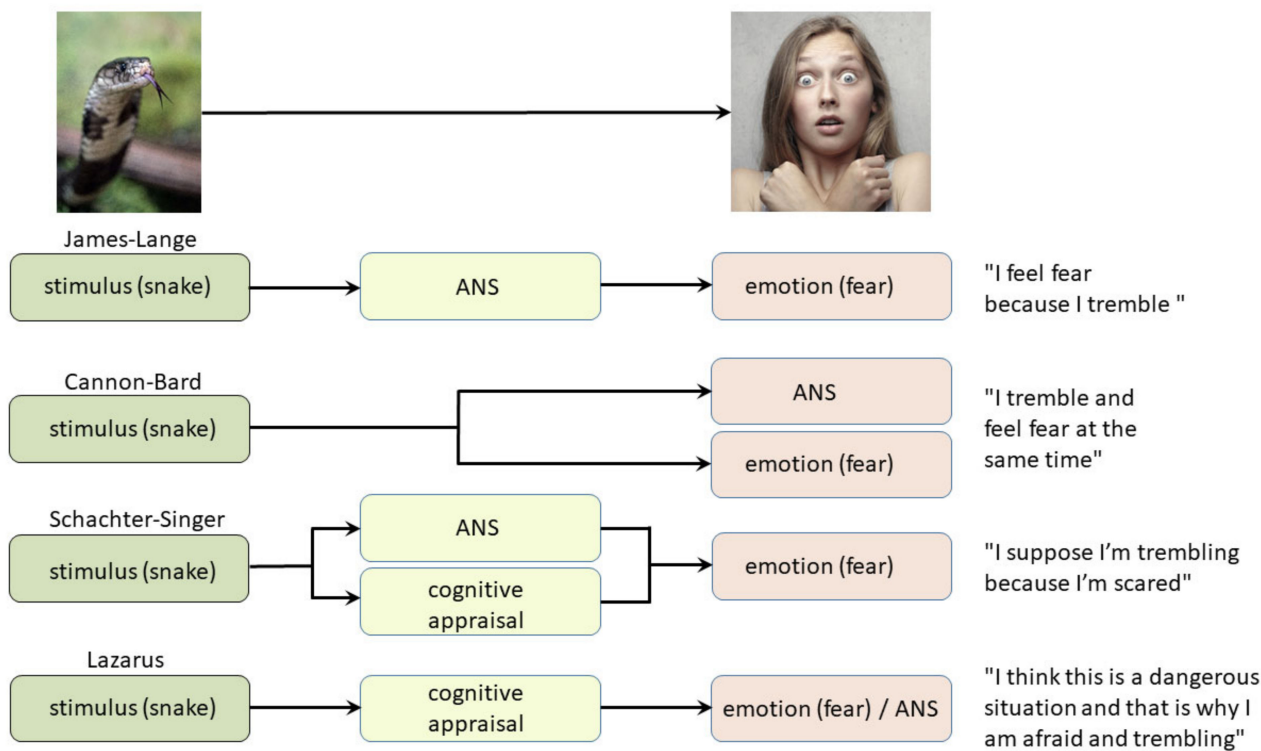 James-Lange
stimulus (snake)
ANS
emotion (fear)
"I feel fear
because I tremble "
Cannon-Bard
stimulus (snake)
ANS
emotion (fear)
"I tremble and
feel fear at the
same time"
Schachter-Singer
stimulus (snake)
ANS
cognitive
appraisal
emotion (fear)
"I suppose I’m trembling
because I’m scared"
Lazarus
stimulus (snake)
cognitive
appraisal
emotion (fear) / ANS
"I think this is a dangerous
situation and that is why I
am afraid and trembling"